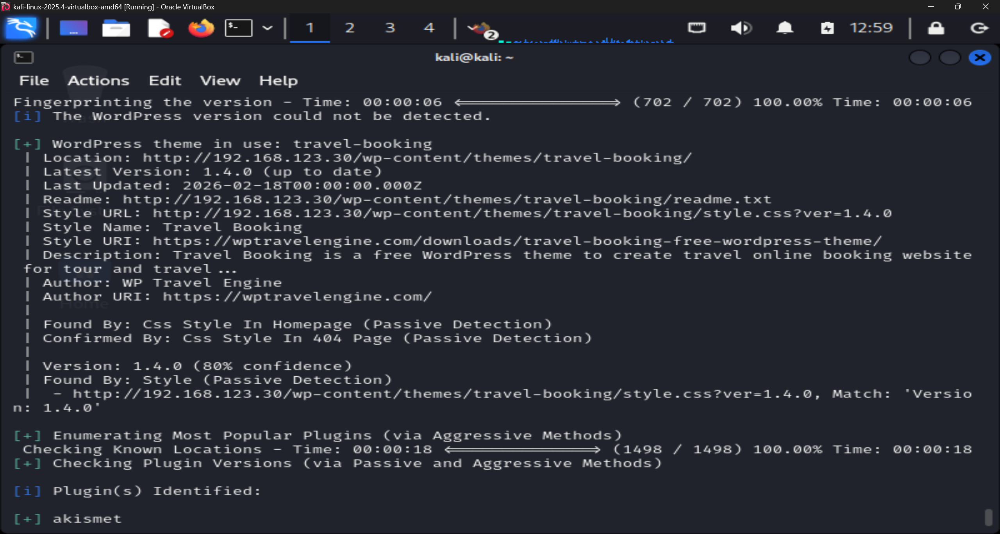 kali-linux-2025.4-virtualbox-amd64 [Running] - Oracle VirtualBox
1 2 3 4 2 12:59
kali@kali: ~
File Actions Edit View Help
Fingerprinting the version - Time: 00:00:06 <================> (702 / 702) 100.00% Time: 00:00:06
[i] The WordPress version could not be detected.
[+] WordPress theme in use: travel-booking
| Location: http://192.168.123.30/wp-content/themes/travel-booking/
| Latest Version: 1.4.0 (up to date)
| Last Updated: 2026-02-18T00:00:00.000Z
| Readme: http://192.168.123.30/wp-content/themes/travel-booking/readme.txt
| Style URL: http://192.168.123.30/wp-content/themes/travel-booking/style.css?ver=1.4.0
| Style Name: Travel Booking
| Style URI: https://wptravelengine.com/downloads/travel-booking-free-wordpress-theme/
| Description: Travel Booking is a free WordPress theme to create travel online booking website
for tour and travel ...
| Author: WP Travel Engine
| Author URI: https://wptravelengine.com/
Home
|
| Found By: Css Style In Homepage (Passive Detection)
| Confirmed By: Css Style In 404 Page (Passive Detection)
|
| Version: 1.4.0 (80% confidence)
| Found By: Style (Passive Detection)
| - http://192.168.123.30/wp-content/themes/travel-booking/style.css?ver=1.4.0, Match: 'Versio
n: 1.4.0'
[+] Enumerating Most Popular Plugins (via Aggressive Methods)
Checking Known Locations - Time: 00:00:18 <===============> (1498 / 1498) 100.00% Time: 00:00:18
[+] Checking Plugin Versions (via Passive and Aggressive Methods)
[i] Plugin(s) Identified:
[+] akismet